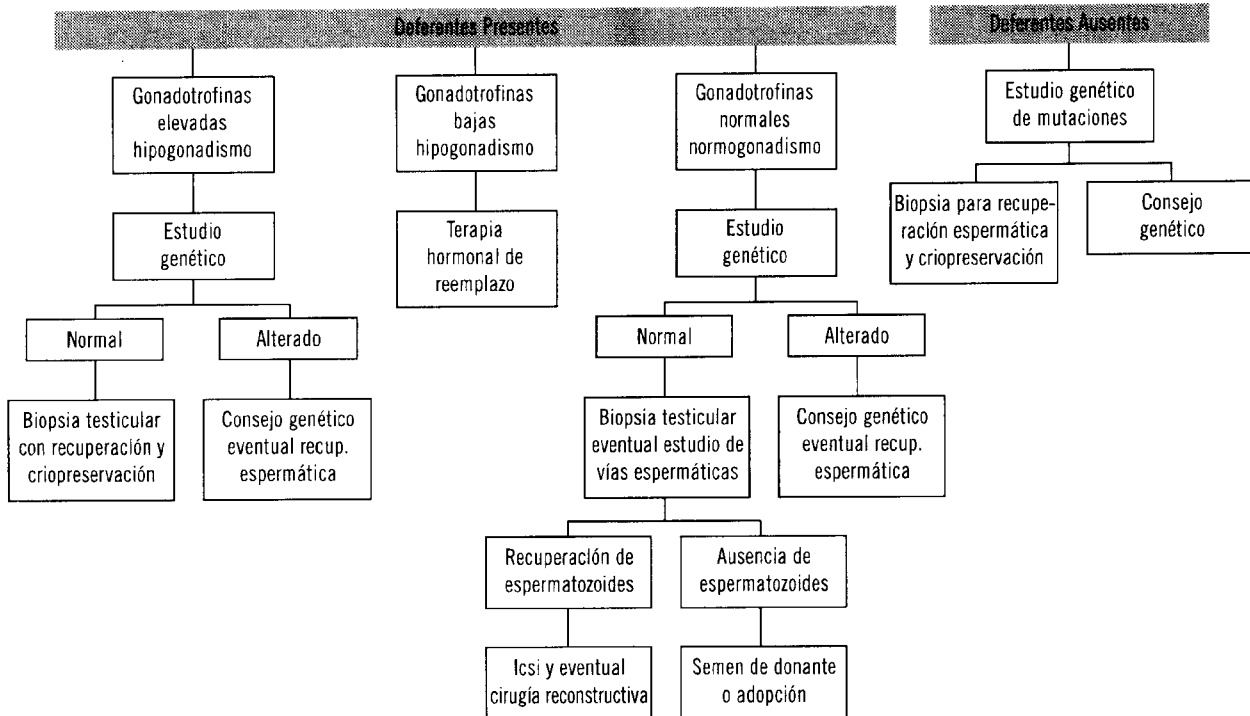 Deferentes Presentes
Gonadotrofinas
elevadas
hipogonadismo
Estudio
genético
Normal
Alterado
Biopsia testicular
con recuperación y
criopreservación
Consejo genético
eventual recup.
espermática
Gonadotrofinas
bajas
hipogonadismo
Terapia
hormonal de
reemplazo
Gonadotrofinas
normales
normogonadismo
Estudio
genético
Normal
Alterado
Biopsia testicular
eventual estudio de
vías espermáticas
Consejo genético
eventual recup.
espermática
Recuperación de
espermatozoides
Ausencia de
espermatozoides
Icsi y eventual
cirugía reconstructiva
Semen de donante
o adopción
Deferentes Ausentes
Estudio genético
de mutaciones
Biopsia para recupe-
ración espermática
y criopreservación
Consejo
genético